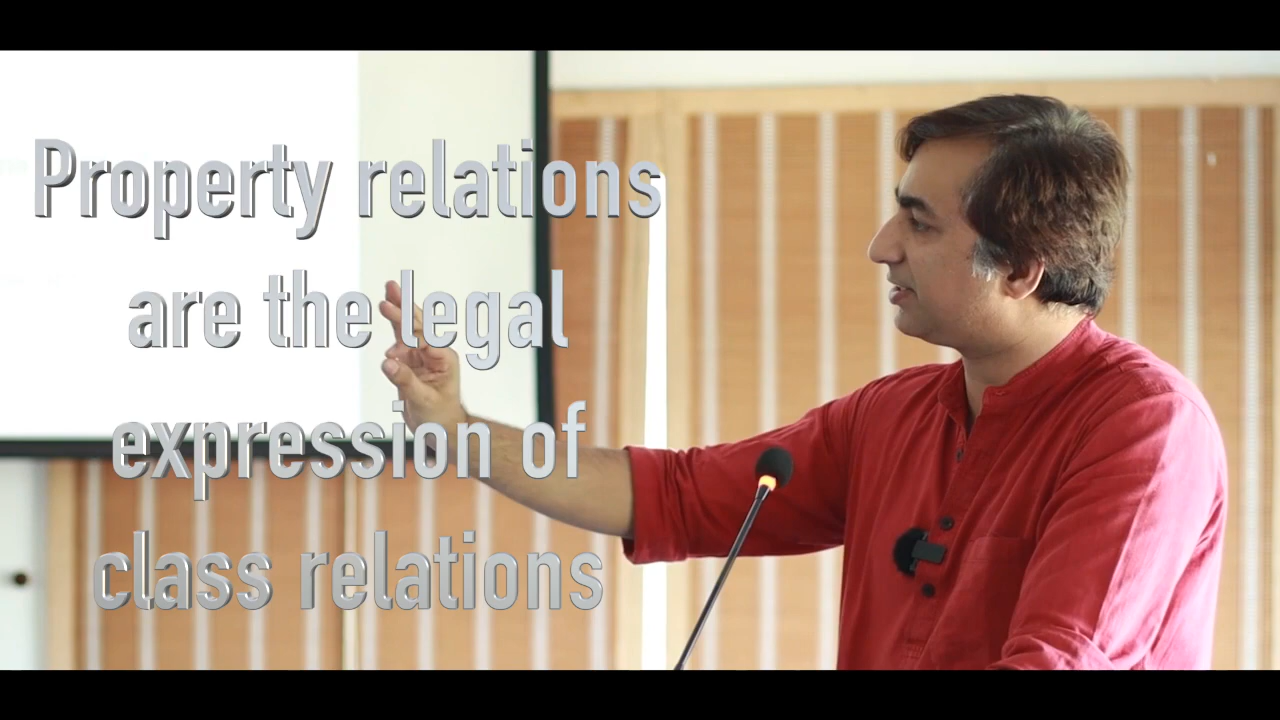 Property relations
are the legal
expression of
class relations